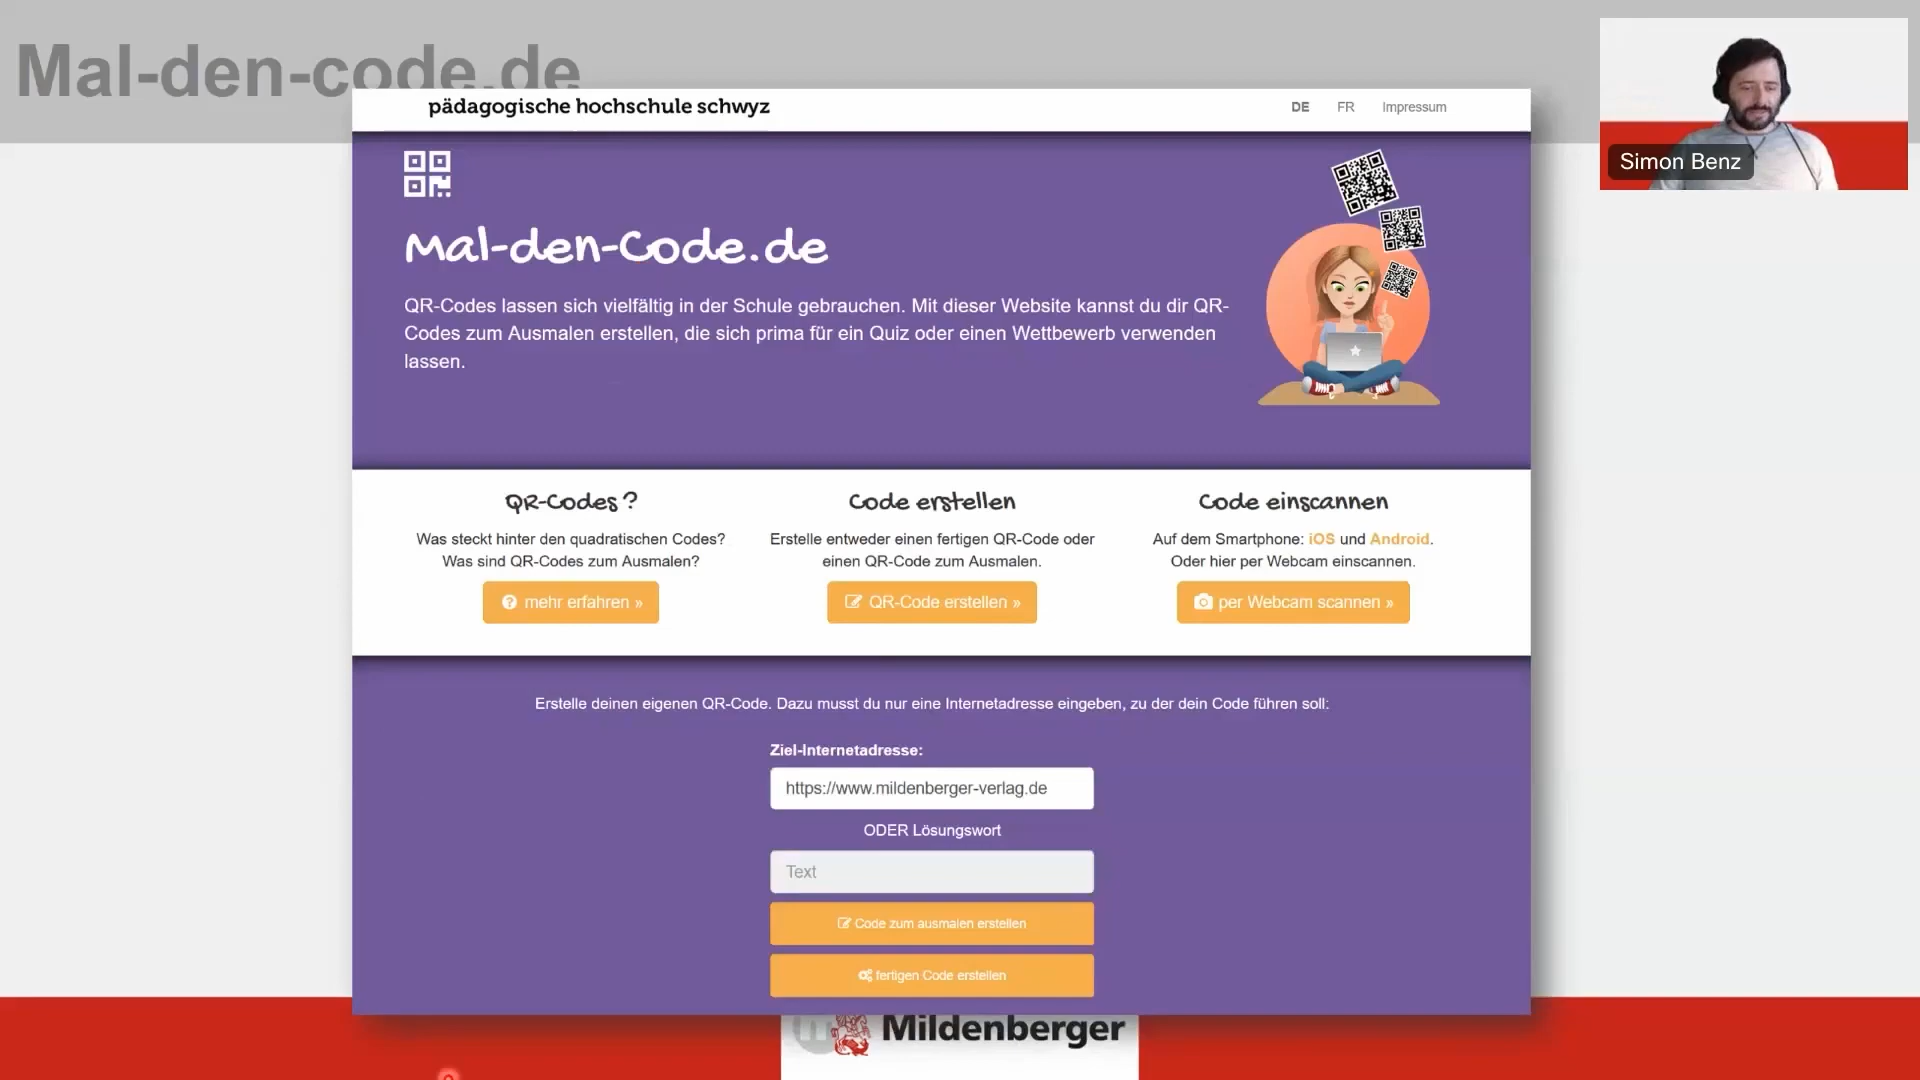 Mal-den-code.de
Simon Benz
pädagogische hochschule schwyz
DE FR Impressum
Mal-den-Code.de
QR-Codes lassen sich vielfältig in der Schule gebrauchen. Mit dieser Website kannst du dir QR-
Codes zum Ausmalen erstellen, die sich prima für ein Quiz oder einen Wettbewerb verwenden
lassen.
QR-Codes?
Was steckt hinter den quadratischen Codes?
Was sind QR-Codes zum Ausmalen?
mehr erfahren »
Code erstellen
Erstelle entweder einen fertigen QR-Code oder
einen QR-Code zum Ausmalen.
QR-Code erstellen »
Code einscannen
Auf dem Smartphone: iOS und Android.
Oder hier per Webcam einscannen.
per Webcam scannen »
Erstelle deinen eigenen QR-Code. Dazu musst du nur eine Internetadresse eingeben, zu der dein Code führen soll:
Ziel-Internetadresse:
https://www.mildenberger-verlag.de
ODER Lösungswort
Text
Code zum ausmalen erstellen
fertigen Code erstellen
Mildenberger